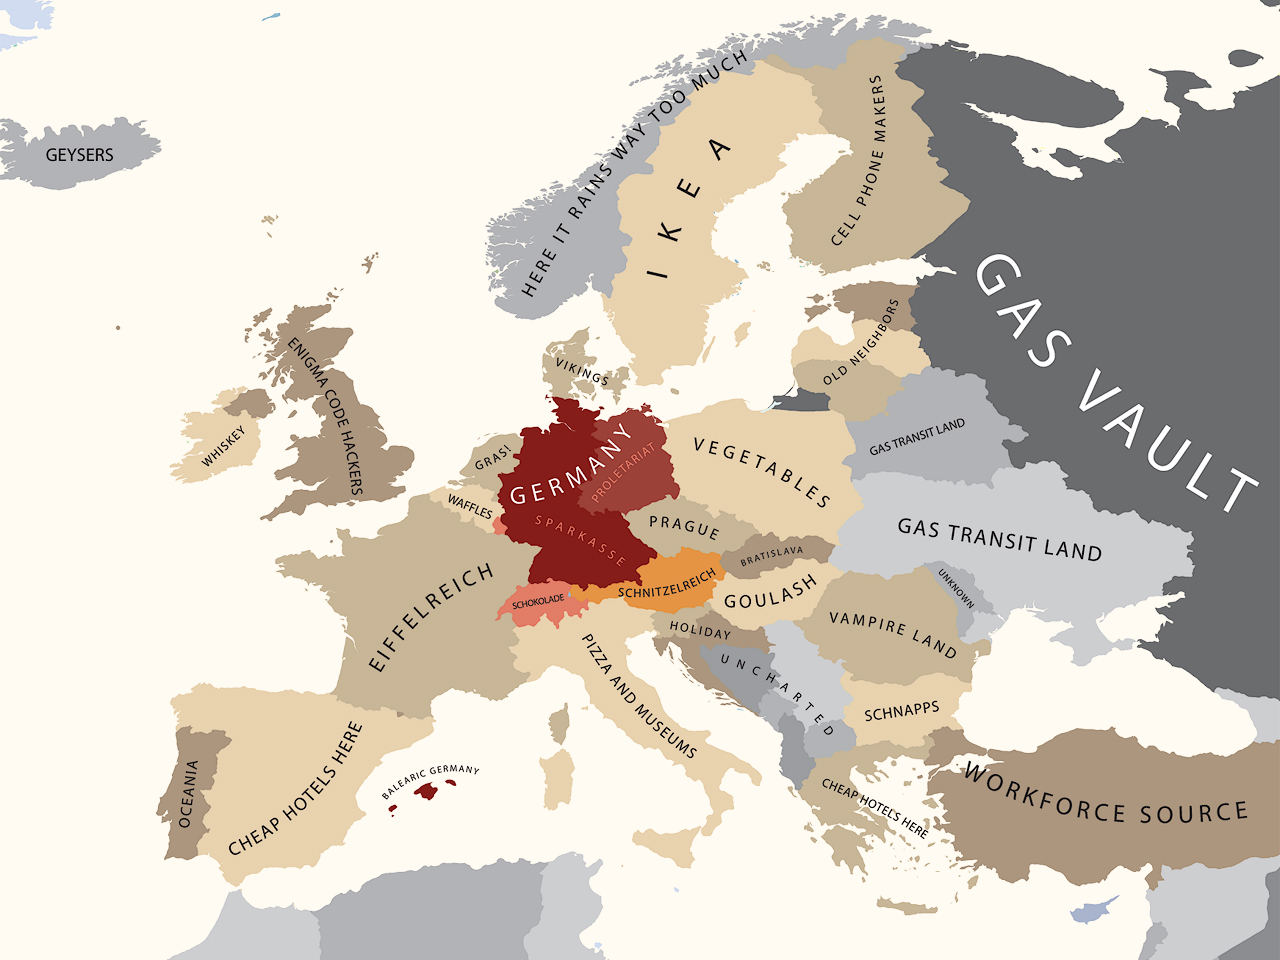 GEYSERS
HERE IT RAINS WAY TOO MUCH
IKEA
CELL PHONE MAKERS
GAS VAULT
ENIGMA CODE HACKERS
WHISKEY
VIKINGS
OLD NEIGHBORS
GRAS!
WAFFLES
GERMANY
PROLETARIAT
SPARKASSE
VEGETABLES
GAS TRANSIT LAND
GAS TRANSIT LAND
PRAGUE
BRATISLAVA
EIFFELREICH
SCHOKOLADE
SCHNITZELREICH
GOULASH
UNKNOWN
VAMPIRE LAND
HOLIDAY
UNCHARTED
PIZZA AND MUSEUMS
SCHNAPPS
OCEANIA
CHEAP HOTELS HERE
BALEARIC GERMANY
CHEAP HOTELS HERE
WORKFORCE SOURCE